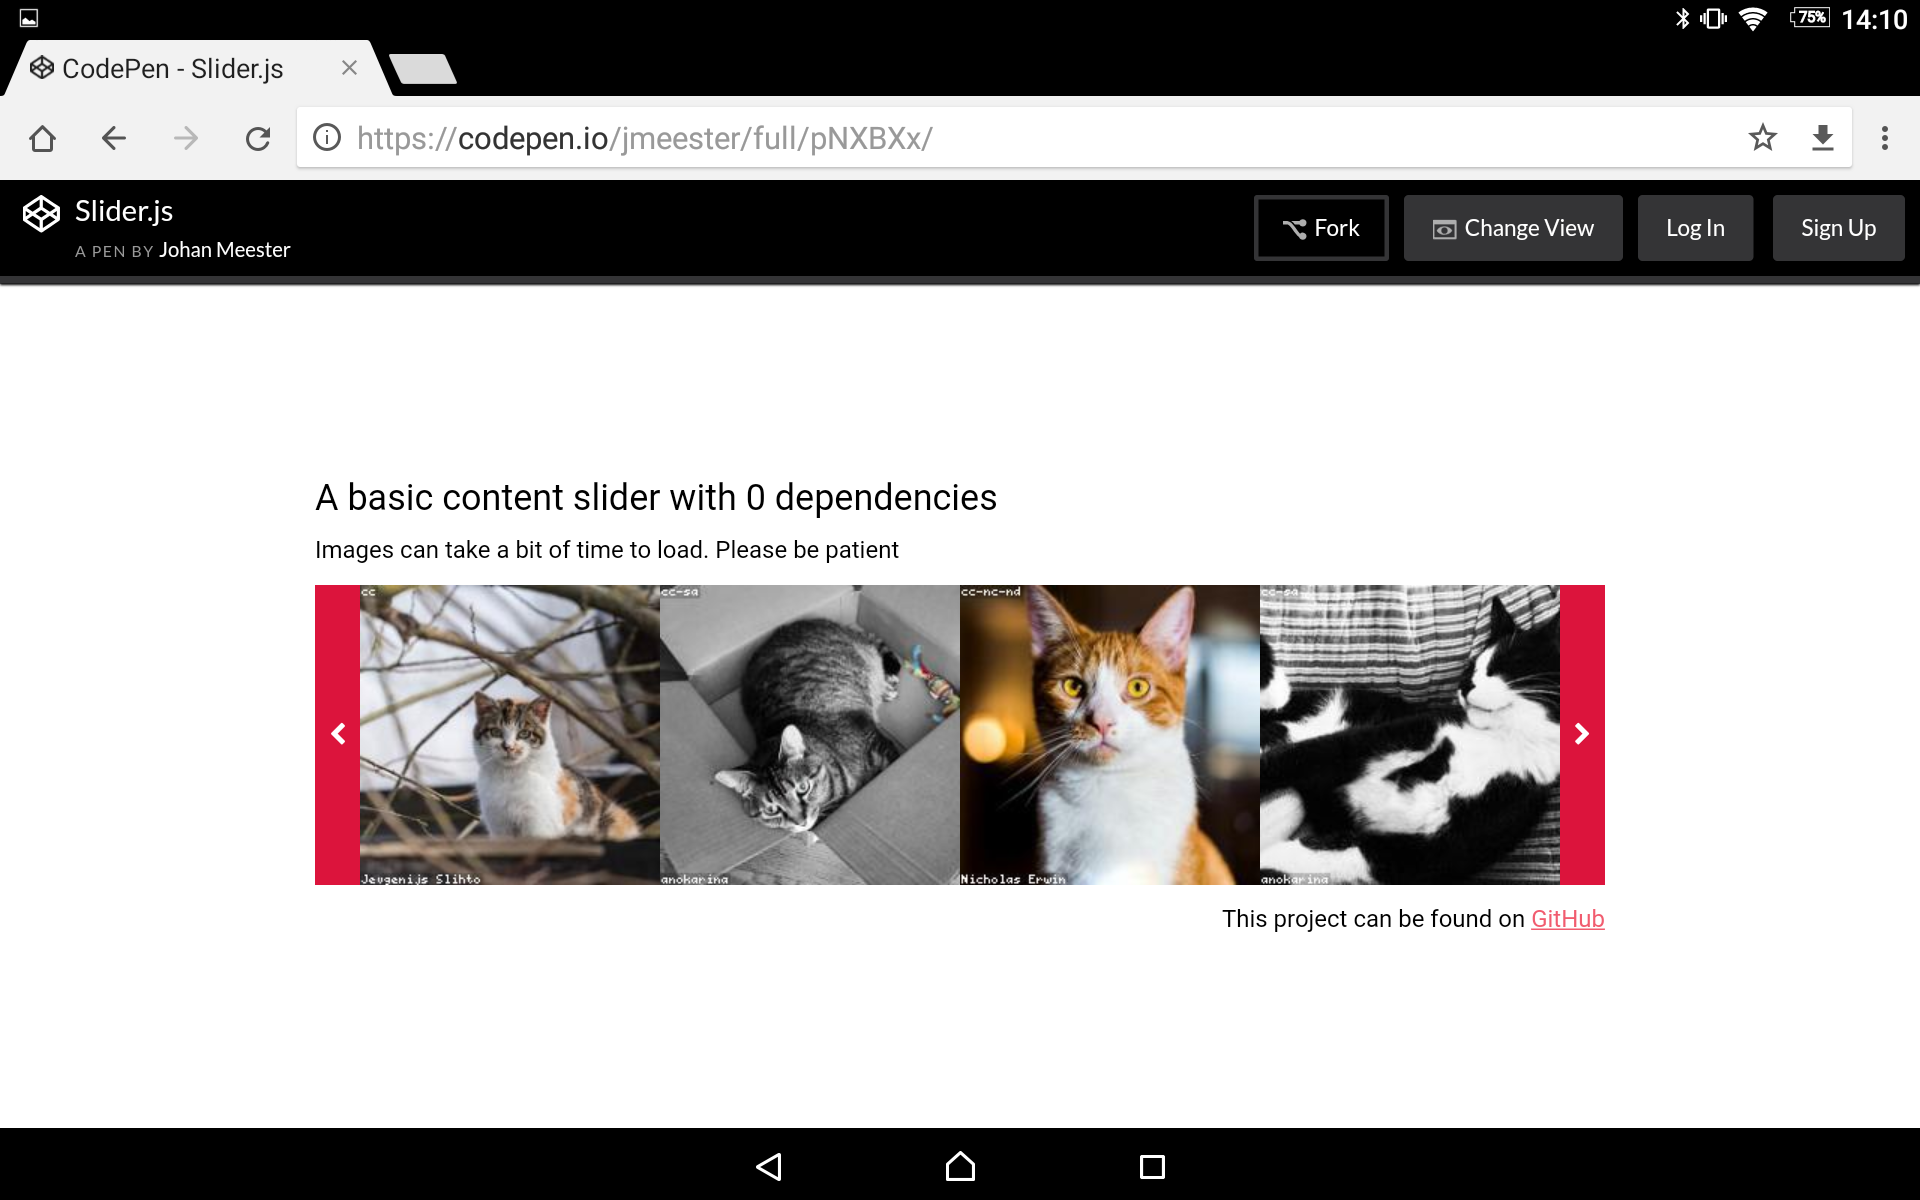 75% 14:10
CodePen - Slider.js
https://codepen.io/jmeester/full/pNXBXx/
Slider.js
A PEN BY Johan Meester
Fork
Change View
Log In
Sign Up
A basic content slider with 0 dependencies
Images can take a bit of time to load. Please be patient
cc
cc-sa
cc-nc-nd
cc-sa
Jevgenijs Slihto
anokarina
Nicholas Erwin
anokarina
This project can be found on GitHub